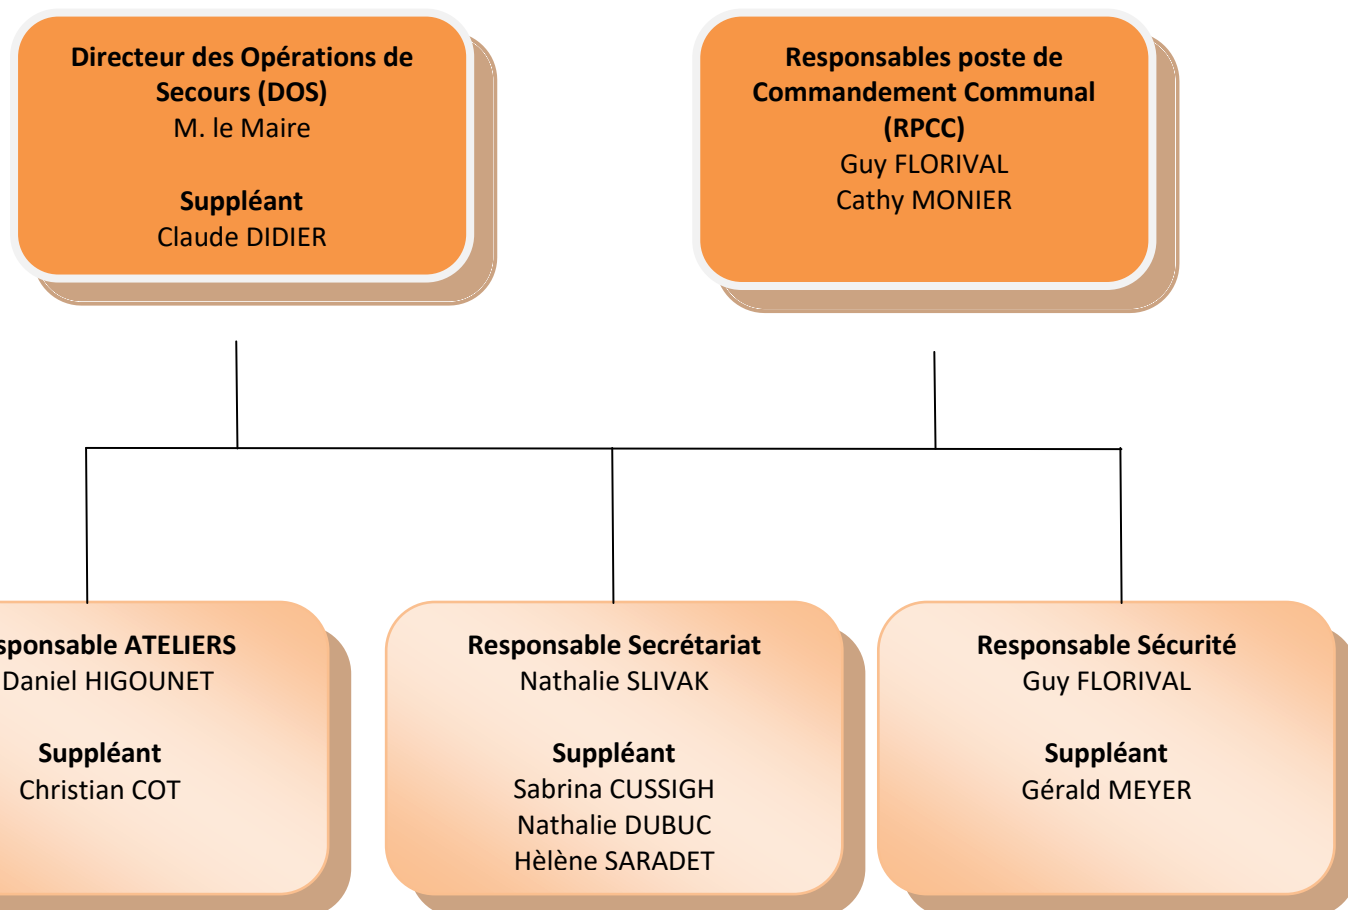 Directeur des Opérations de
Secours (DOS)
M. le Maire
Suppléant
Claude DIDIER
Responsables poste de
Commandement Communal
(RPCC)
Guy FLORIVAL
Cathy MONIER
sponsable ATELIERS
Daniel HIGOUNET
Suppléant
Christian COT
Responsable Secrétariat
Nathalie SLIVAK
Suppléant
Sabrina CUSSIGH
Nathalie DUBUC
Hèlène SARADET
Responsable Sécurité
Guy FLORIVAL
Suppléant
Gérald MEYER